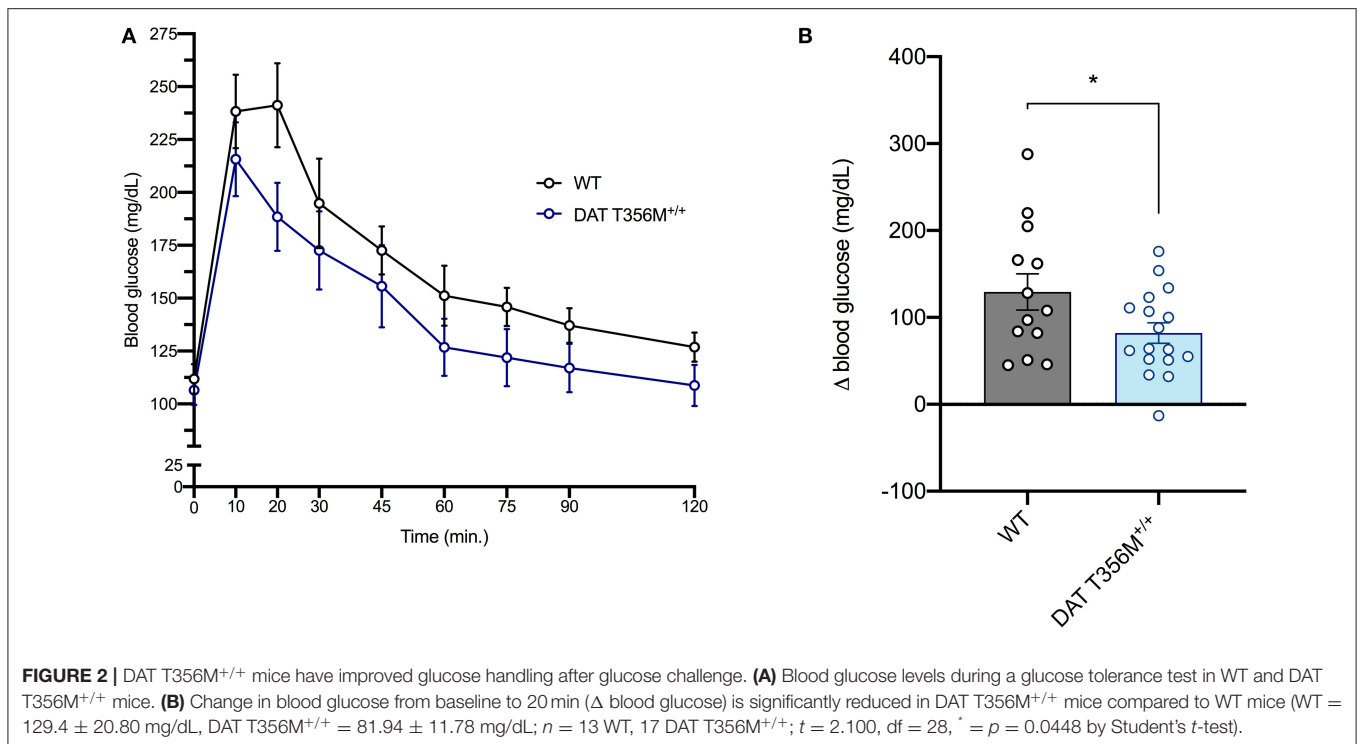 A
275
250
225
200
175
150
125
100
25
0
Blood glucose (mg/dL)
0 10 20 30 45 60 75 90 120
Time (min.)
WT
DAT T356M+/+
B
400
300
200
100
0
-100
Δ blood glucose (mg/dL)
*
WT
DAT T356M+/+
FIGURE 2 | DAT T356M+/+ mice have improved glucose handling after glucose challenge. (A) Blood glucose levels during a glucose tolerance test in WT and DAT
T356M+/+ mice. (B) Change in blood glucose from baseline to 20 min (Δ blood glucose) is significantly reduced in DAT T356M+/+ mice compared to WT mice (WT =
129.4 ± 20.80 mg/dL, DAT T356M+/+ = 81.94 ± 11.78 mg/dL; n = 13 WT, 17 DAT T356M+/+; t = 2.100, df = 28, * = p = 0.0448 by Student's t-test).